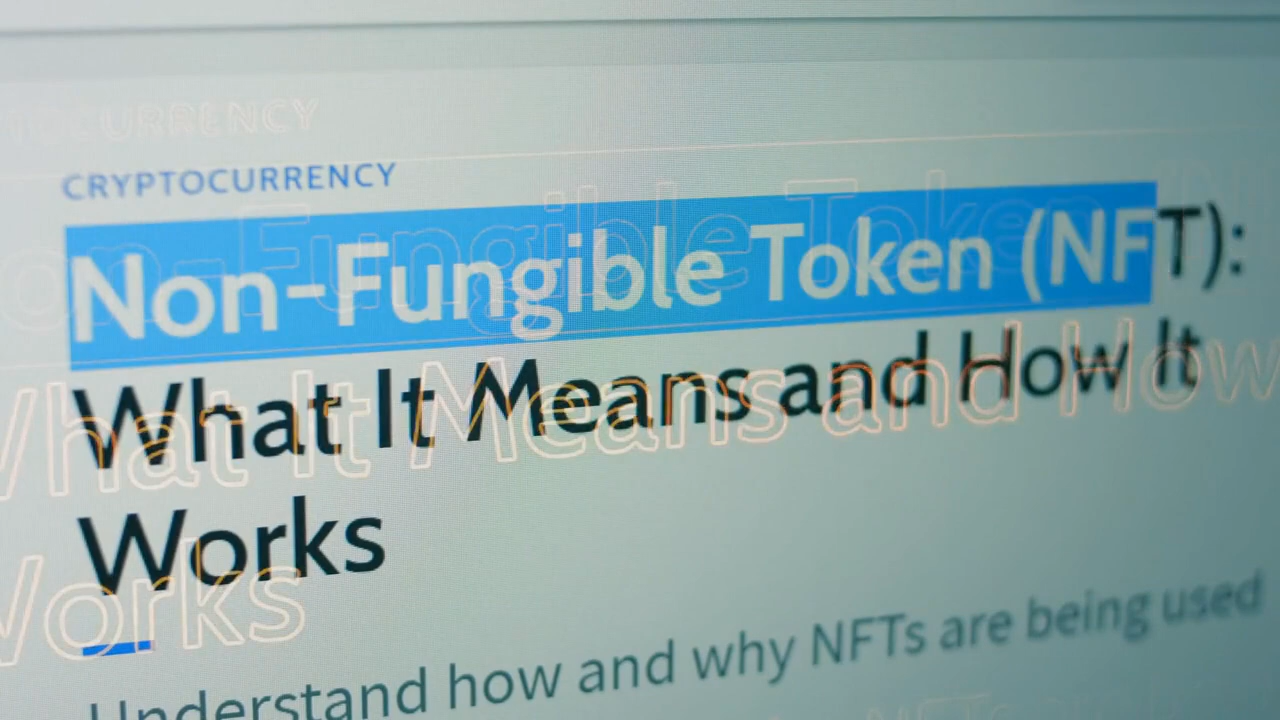 CRYPTOCURRENCY
Non-Fungible Token (NFT):
What It Means and How It
Works
Understand how and why NFTs are being used